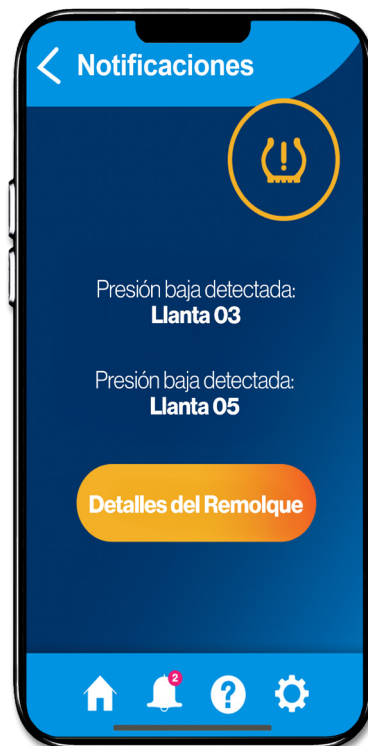 Notificaciones
Presión baja detectada:
Llanta 03
Presión baja detectada:
Llanta 05
Detalles del Remolque
2